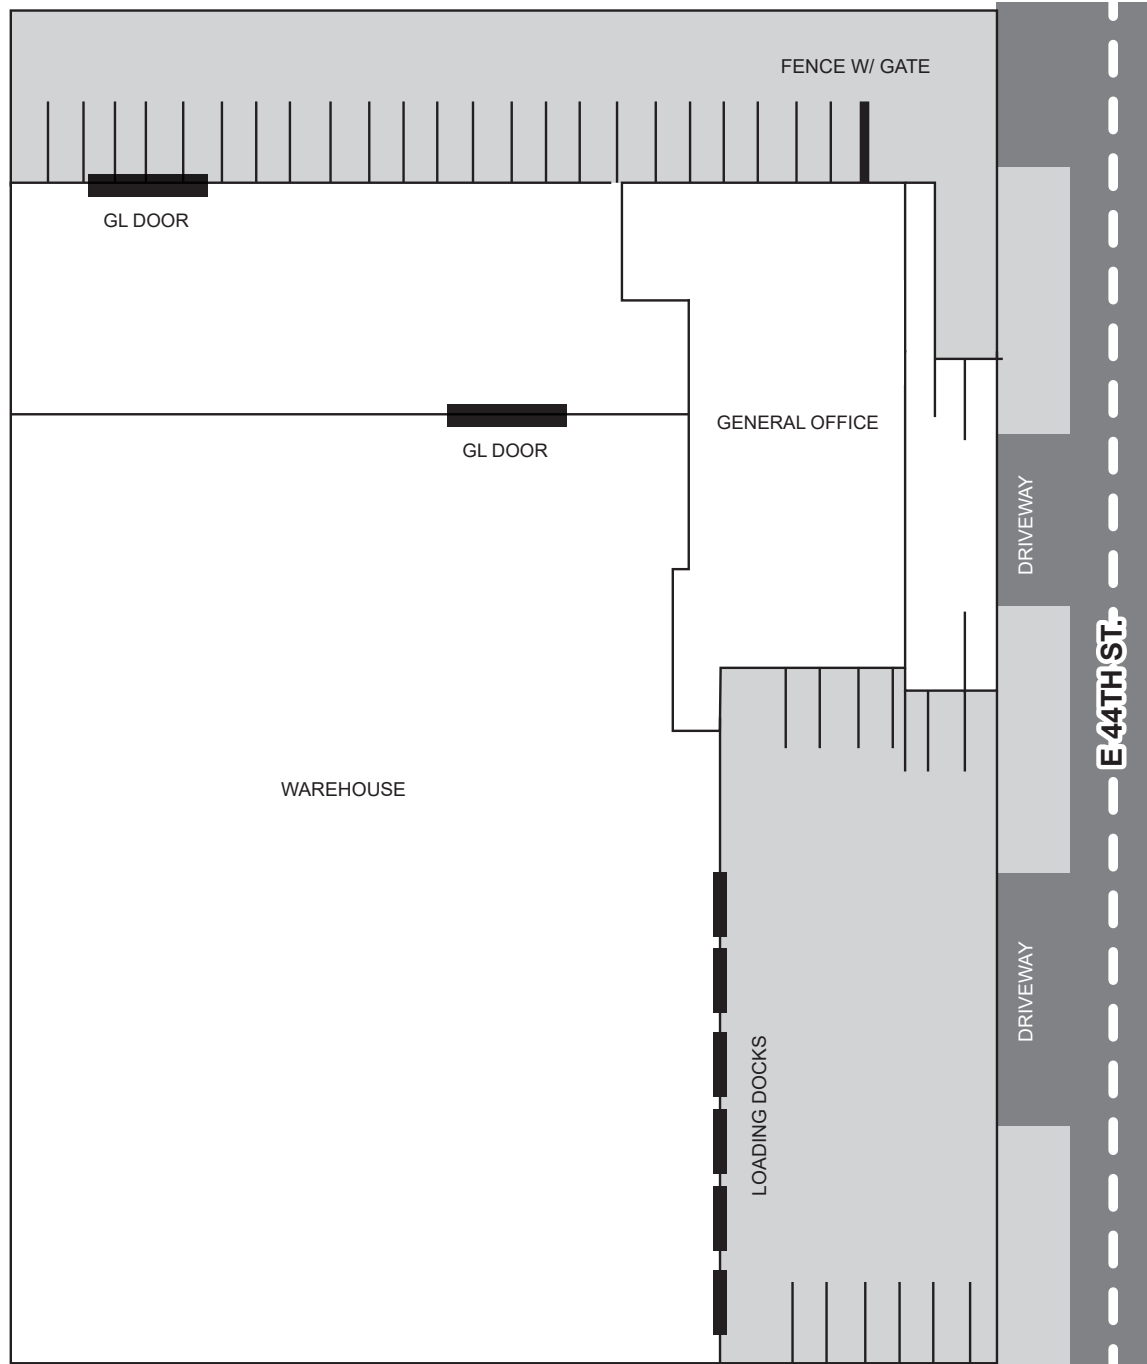 FENCE W/ GATE
GL DOOR
GENERAL OFFICE
GL DOOR
DRIVEWAY
E 44TH ST.
WAREHOUSE
DRIVEWAY
LOADING DOCKS